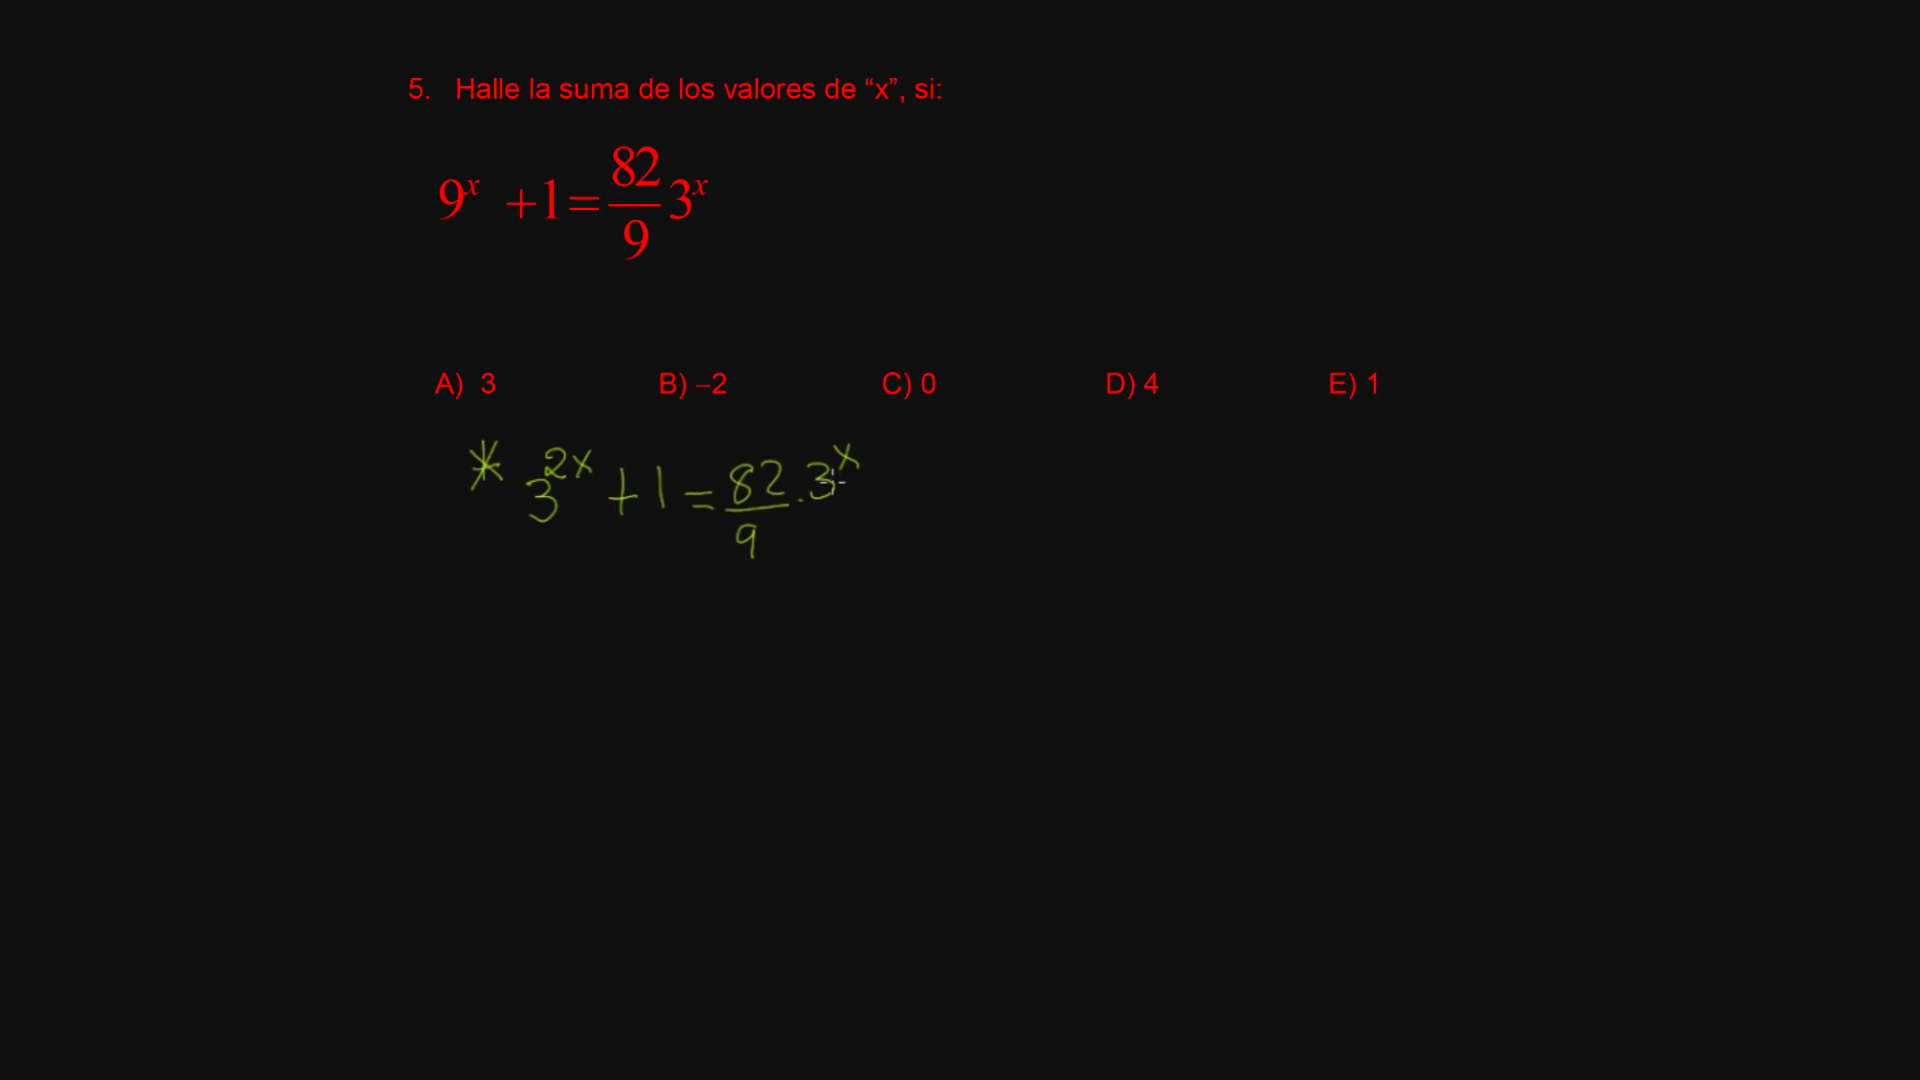 5. Halle la suma de los valores de “x”, si:
9^x +1= 82/9 3^x
A) 3 B) –2 C) 0 D) 4 E) 1
* 3^2x + 1 = 82/9 . 3^x